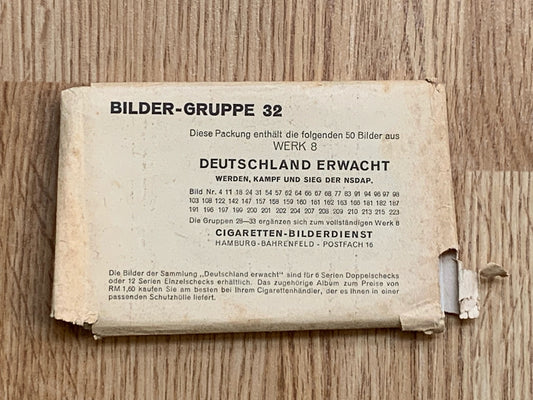 BILDER-GRUPPE 32
Diese Packung enthält die folgenden 50 Bilder aus
WERK 8
DEUTSCHLAND ERWACHT
WERDEN, KAMPF UND SIEG DER NSDAP.
Bild Nr. 4 11 18 24 31 54 57 62 64 66 67 76 77 83 91 94 96 97 98
103 108 122 142 147 148 157 158 159 160 161 162 163 166 181 182 187
191 196 197 199 200 201 202 203 206 208 209 210 213 215 223
Die Gruppen 28—33 ergänzen sich zum vollständigen Werk 8
CIGARETTEN-BILDERDIENST
HAMBURG-BAHRENFELD - POSTFACH 16
Die Bilder der Sammlung „Deutschland erwacht" sind für 6 Serien Doppelschecks
oder 12 Serien Einzelschecks erhältlich. Das zugehörige Album zum Preise von
RM 1,60 kaufen Sie am besten bei Ihrem Cigarettenhändler, der es Ihnen in einer
passenden Schutzhülle liefert.